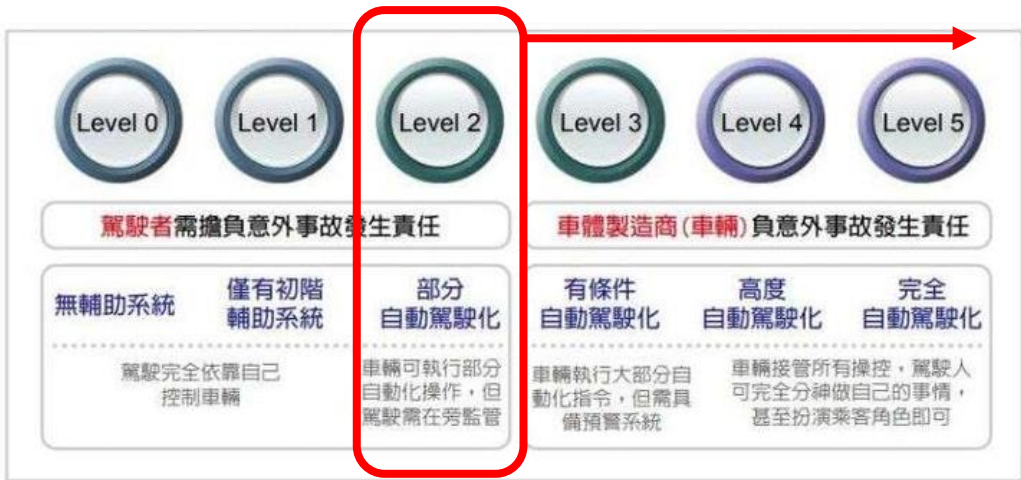 Level 0
Level 1
Level 2
Level 3
Level 4
Level 5
駕駛者需擔負意外事故發生責任
車體製造商(車輛)負意外事故發生責任
無輔助系統
僅有初階
輔助系統
部分
自動駕駛化
有條件
自動駕駛化
高度
自動駕駛化
完全
自動駕駛化
駕駛完全依靠自己
控制車輛
車輛可執行部分
自動化操作,但
駕駛需在旁監管
車輛執行大部分自
動化指令,但需具
備預警系統
車輛接管所有操控,駕駛人
可完全分神做自己的事情,
甚至扮演乘客角色即可